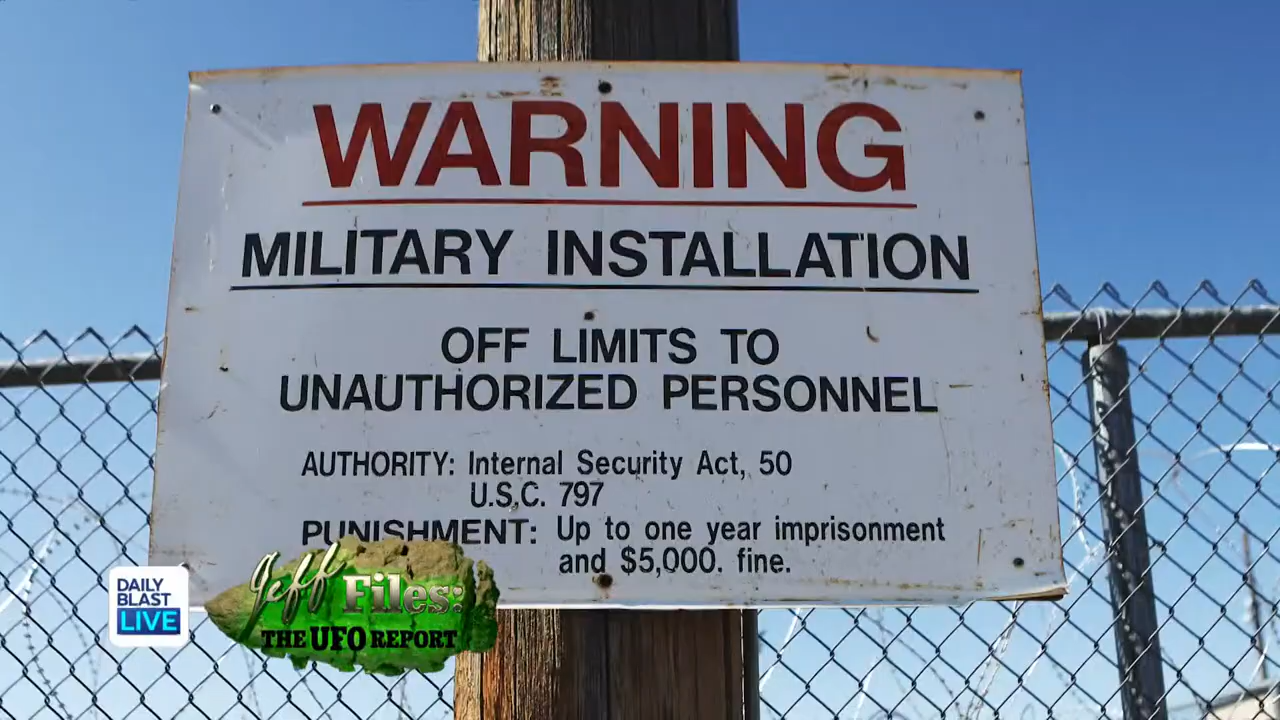 WARNING
MILITARY INSTALLATION
OFF LIMITS TO
UNAUTHORIZED PERSONNEL
AUTHORITY: Internal Security Act, 50
U.S.C. 797
PUNISHMENT: Up to one year imprisonment
and $5,000. fine.
DAILY
BLAST
LIVE
Jeff Files:
THE UFO REPORT